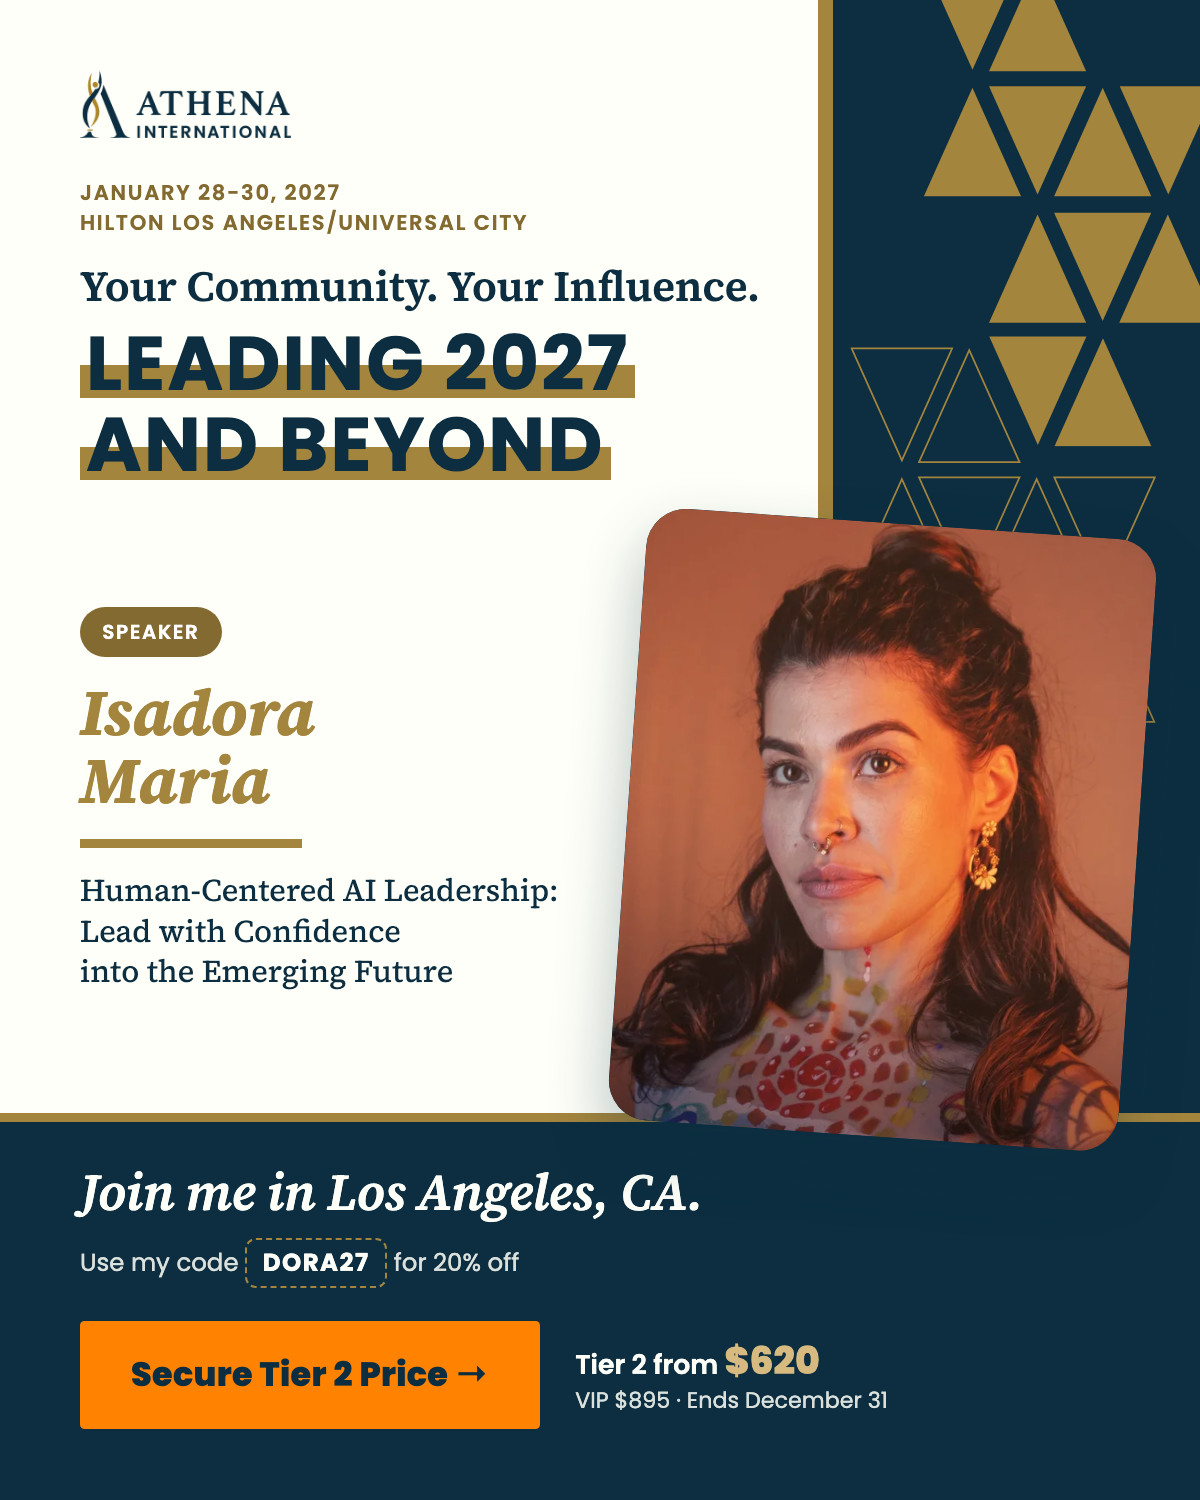 ATHENA
INTERNATIONAL
JANUARY 28-30, 2027
HILTON LOS ANGELES/UNIVERSAL CITY
Your Community. Your Influence.
LEADING 2027
AND BEYOND
SPEAKER
Isadora
Maria
Human-Centered AI Leadership:
Lead with Confidence
into the Emerging Future
Join me in Los Angeles, CA.
Use my code DORA27 for 20% off
Secure Tier 2 Price →
Tier 2 from $620
VIP $895 · Ends December 31